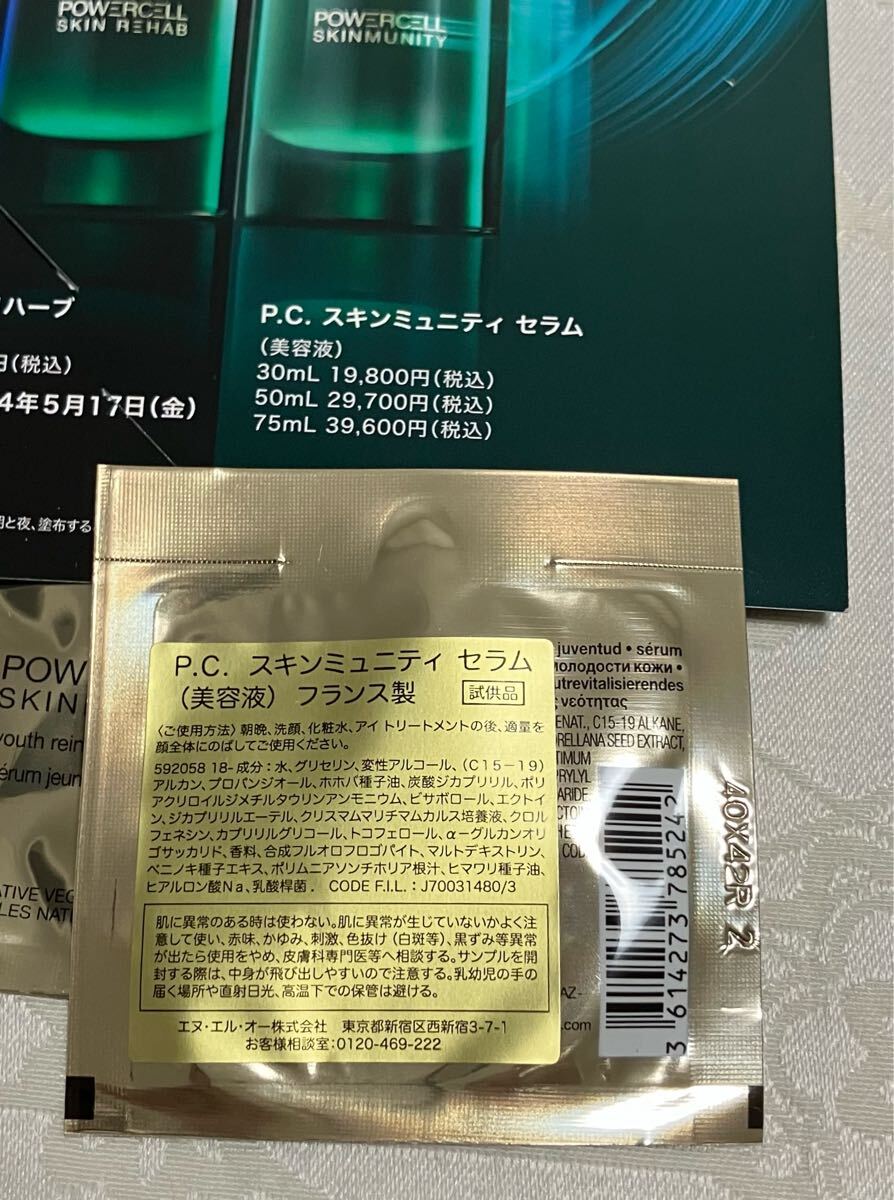 POWERCELL
SKIN REHAB
POWERCELL
SKINMUNITY
ハーブ
(税込)
4年5月17日(金)
と夜、塗布する
P.C. スキンミュニティ セラム
(美容液)
30mL 19,800円(税込)
50mL 29,700円(税込)
75mL 39,600円(税込)
POW
SKIN
youth rein
sérum jeun
P.C. スキンミュニティ セラム
(美容液) フランス製 試供品
〈ご使用方法〉朝晩、洗顔、化粧水、アイトリートメントの後、適量を
顔全体にのばしてご使用ください。
592058 18-成分:水、グリセリン、変性アルコール、(C15-19)
アルカン、プロパンジオール、ホホバ種子油、炭酸ジカプリリル、ポリ
アクリロイルジメチルタウリンアンモニウム、ビサボロール、エクトイ
ン、ジカプリリルエーテル、クリスマムマリチマムカルス培養液、クロル
フェネシン、カプリリルグリコール、トコフェロール、α-グルカンオリ
ゴサッカリド、香料、合成フルオロフロゴパイト、マルトデキストリン、
ベニノキ種子エキス、ポリムニアソンチホリア根汁、ヒマワリ種子油、
ヒアルロン酸Na、乳酸桿菌. CODE F.I.L.:J70031480/3
肌に異常のある時は使わない。肌に異常が生じていないかよく注
意して使い、赤味、かゆみ、刺激、色抜け(白斑等)、黒ずみ等異常
が出たら使用をやめ、皮膚科専門医等へ相談する。サンプルを開
封する際は、中身が飛び出しやすいので注意する。乳幼児の手の
届く場所や直射日光、高温下での保管は避ける。
エヌ・エル・オー株式会社 東京都新宿区西新宿3-7-1
お客様相談室:0120-469-222
juventud • sérum
молодости кожи •
utrevitalisierendes
νεότητας
ENAT., C15-19 ALKANE,
ORELLANA SEED EXTRACT,
TIMUM
PRYLYL
ARIDE
COD
AZ-
.com
3 614273 785242
40X42R 2